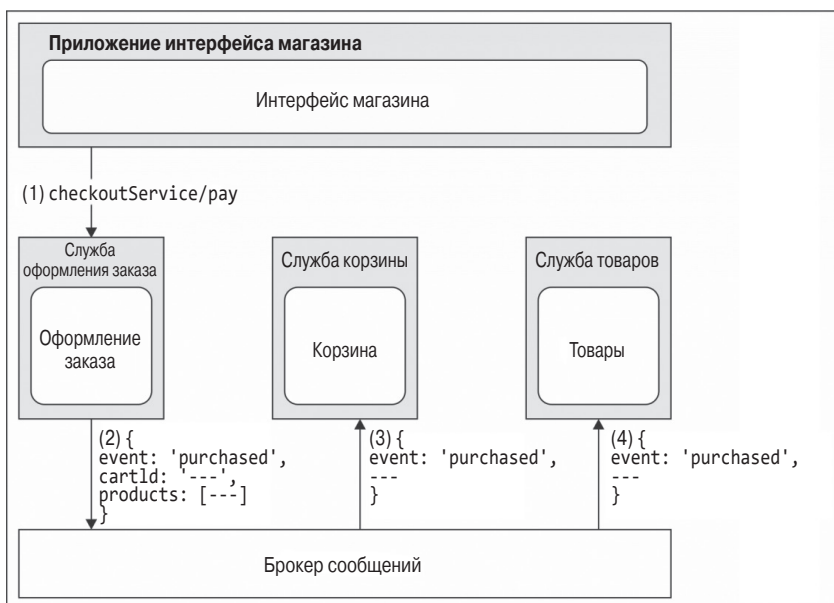 Приложение интерфейса магазина
Интерфейс магазина
(1) checkoutService/pay
Служба
оформления заказа
Оформление
заказа
Служба корзины
Корзина
Служба товаров
Товары
(2) {
event: 'purchased',
cartld: '---',
products: [---]
}
(3) {
event: 'purchased',
---
}
(4) {
event: 'purchased',
---
}
Брокер сообщений